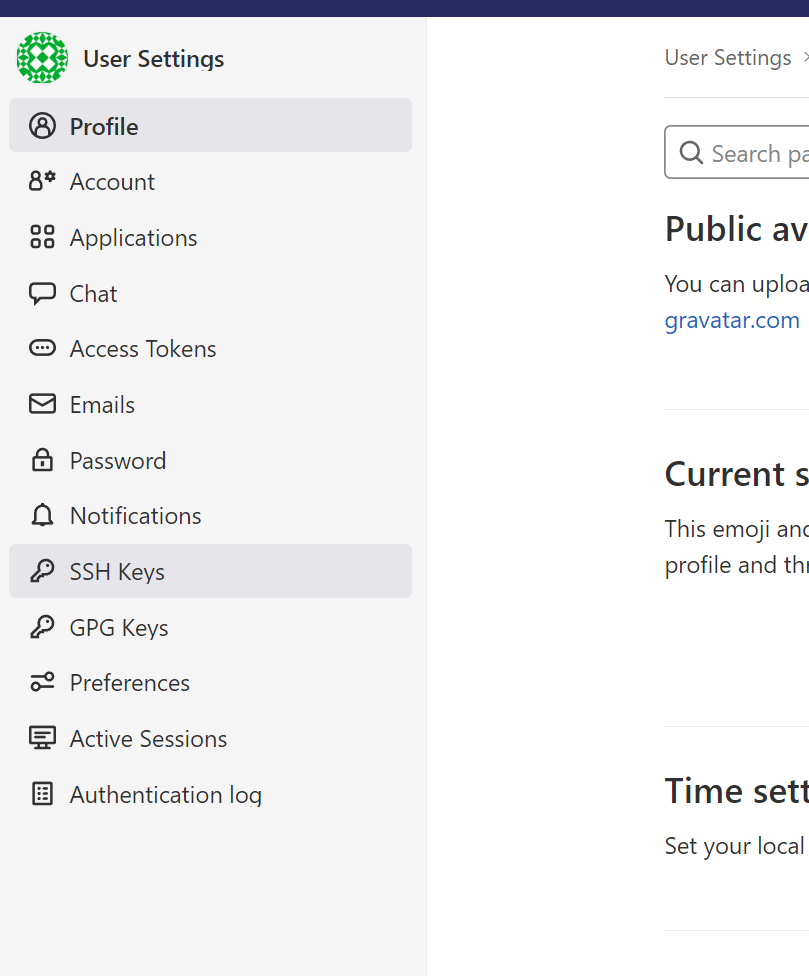 User Settings
Profile
Account
Applications
Chat
Access Tokens
Emails
Password
Notifications
SSH Keys
GPG Keys
Preferences
Active Sessions
Authentication log
User Settings
Search pa
Public av
You can uploa
gravatar.com
Current s
This emoji and
profile and thr
Time sett
Set your local